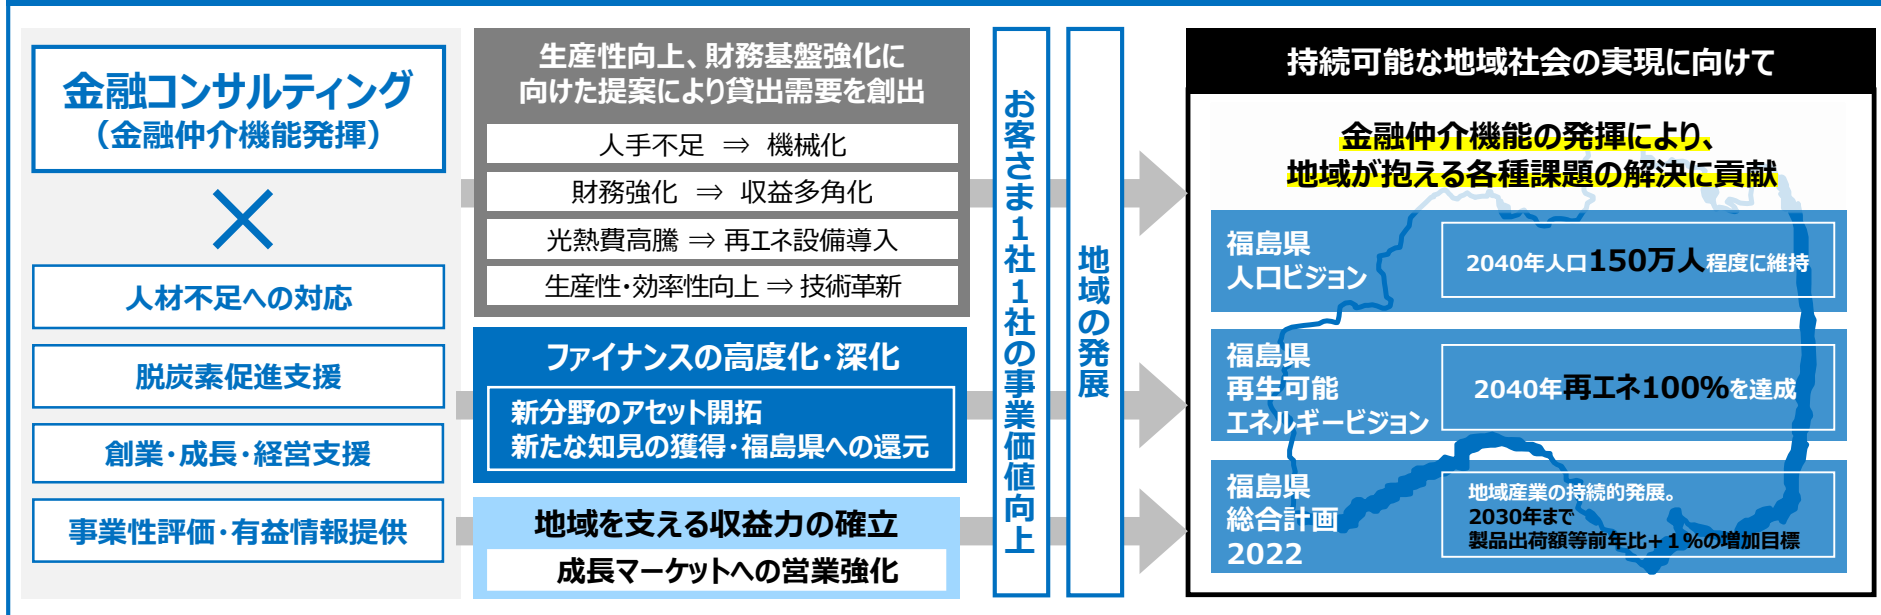 金融コンサルティング
（金融仲介機能発揮）
×
人材不足への対応
脱炭素促進支援
創業・成長・経営支援
事業性評価・有益情報提供
生産性向上、財務基盤強化に
向けた提案により貸出需要を創出
人手不足 ⇒ 機械化
財務強化 ⇒ 収益多角化
光熱費高騰 ⇒ 再エネ設備導入
生産性・効率性向上 ⇒ 技術革新
ファイナンスの高度化・深化
新分野のアセット開拓
新たな知見の獲得・福島県への還元
地域を支える収益力の確立
成長マーケットへの営業強化
お客さま1社1社の事業価値向上
地域の発展
持続可能な地域社会の実現に向けて
金融仲介機能の発揮により、
地域が抱える各種課題の解決に貢献
福島県
人口ビジョン
2040年人口150万人程度に維持
福島県
再生可能
エネルギービジョン
2040年再エネ100%を達成
福島県
総合計画
2022
地域産業の持続的発展。
2030年まで
製品出荷額等前年比＋１％の増加目標